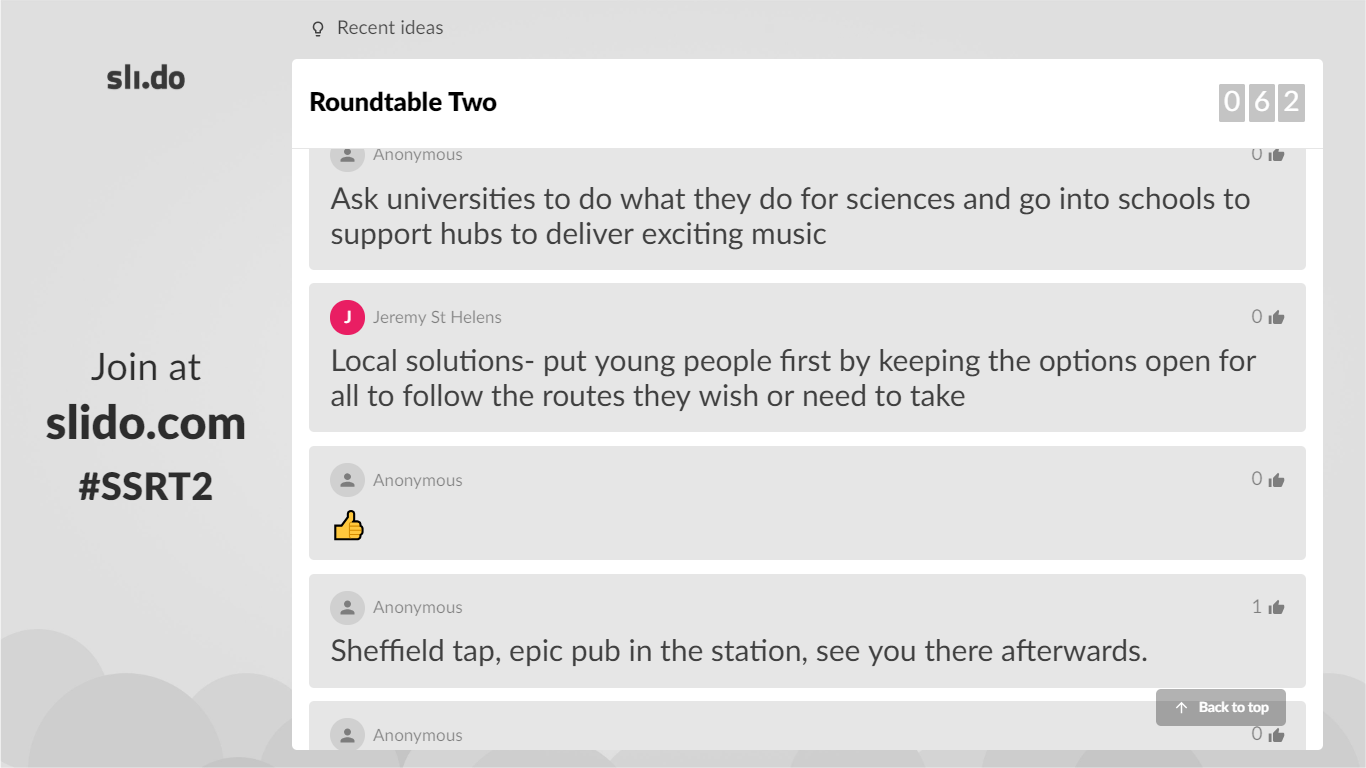 Recent ideas
sli.do
Roundtable Two
062
Anonymous
0
Ask universities to do what they do for sciences and go into schools to
support hubs to deliver exciting music
J
Jeremy St Helens
0
Local solutions- put young people first by keeping the options open for
all to follow the routes they wish or need to take
Join at
slido.com
#SSRT2
Anonymous
0
👍
Anonymous
1
Sheffield tap, epic pub in the station, see you there afterwards.
Back to top
Anonymous
0